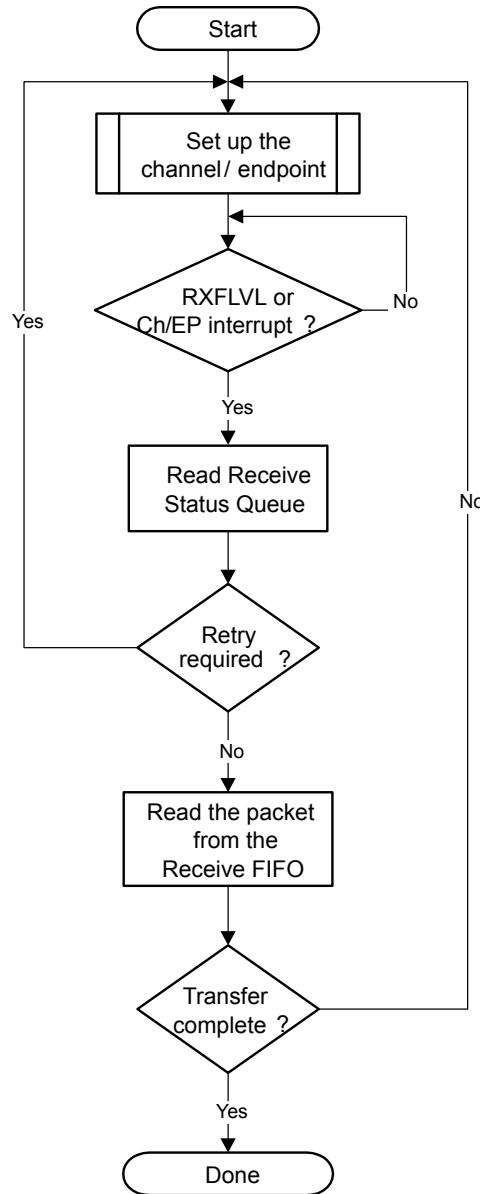 Start
Set up the
channel/ endpoint
RXFLVL or
Ch/EP interrupt ?
No
Yes
Yes
Read Receive
Status Queue
No
Retry
required ?
No
Read the packet
from the
Receive FIFO
Transfer
complete ?
Yes
Done